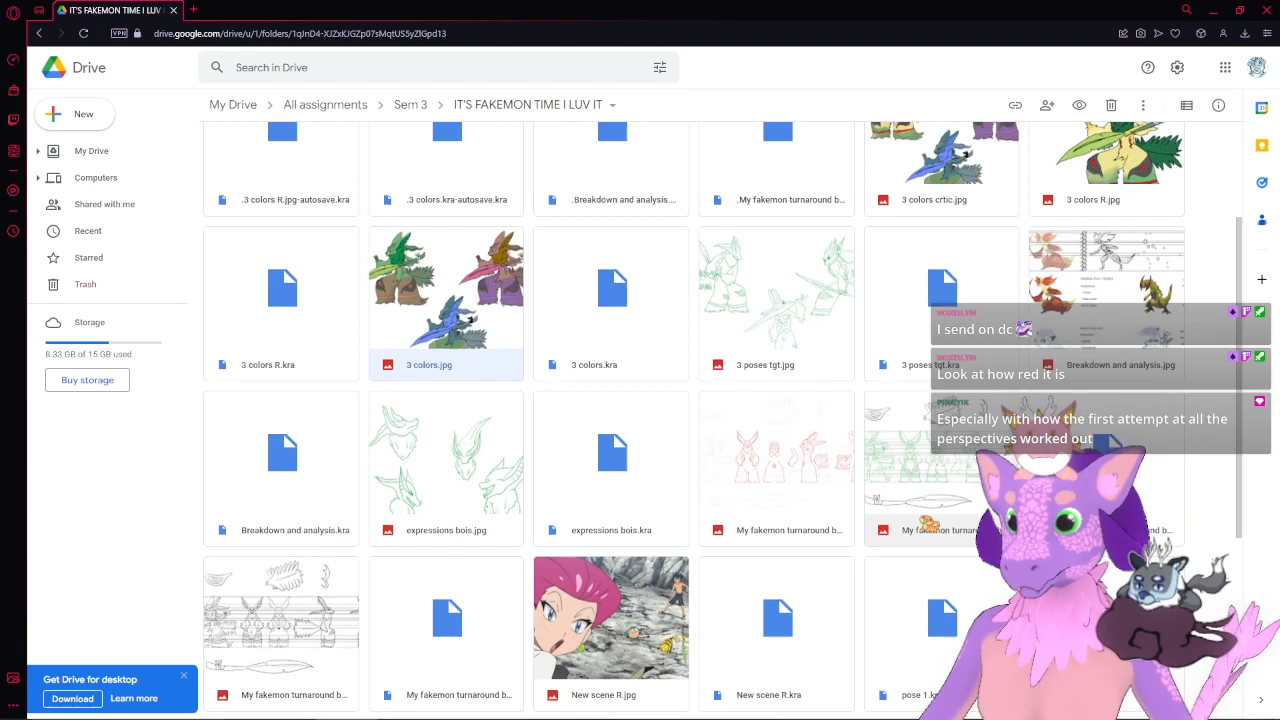 IT'S FAKEMON TIME I LUV I
VPN
drive.google.com/drive/u/1/folders/1qJnD4-XJZxKJGZp07sMqtUS5yZlGpd13
Drive
Search in Drive
My Drive > All assignments > Sem 3 > IT'S FAKEMON TIME I LUV IT
New
My Drive
Computers
Shared with me
Recent
Starred
Trash
Storage
8.33 GB of 15 GB used
Buy storage
.3 colors R.jpg-autosave.kra
.3 colors.kra-autosave.kra
.Breakdown and analysis....
.My fakemon turnaround b...
3 colors crtic.jpg
3 colors R.jpg
3 colors R.kra
3 colors.jpg
3 colors.kra
3 poses tgt.jpg
3 poses tgt.kra
Breakdown and analysis.jpg
Breakdown and analysis.kra
expressions bois.jpg
expressions bois.kra
My fakemon turnaround b...
My fakemon turnar
d b...
My fakemon turnaround b...
My fakemon turnaround b...
New scene R.jpg
New scene R.kra
pose 1.k
I send on dc
Look at how red it is
PINKYIX
Especially with how the first attempt at all the
perspectives worked out
Get Drive for desktop
Download
Learn more